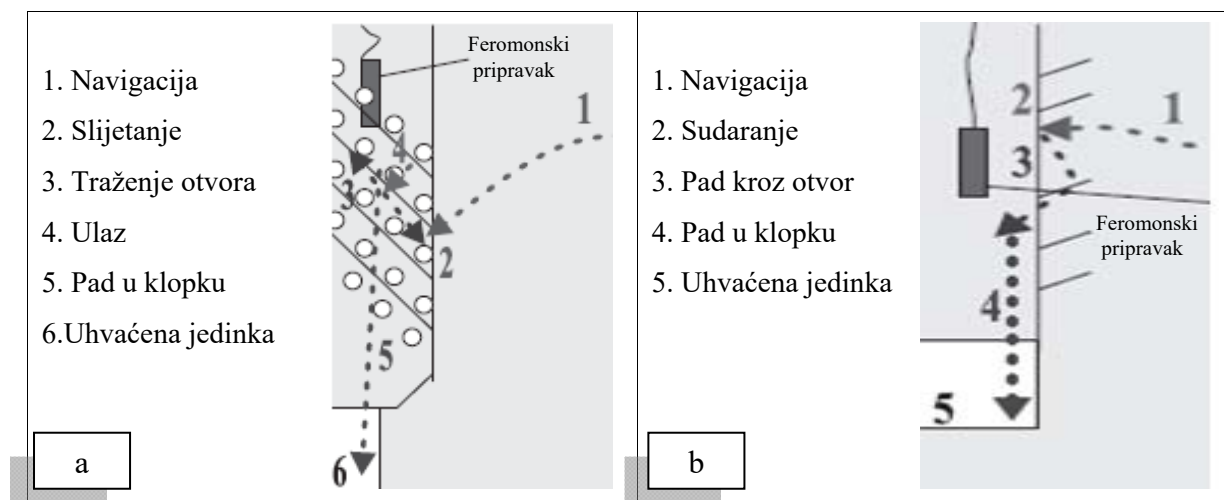 1. Navigacija
2. Slijetanje
3. Traženje otvora
4. Ulaz
5. Pad u klopku
6.Uhvaćena jedinka
Feromonski
pripravak
1
4
3
2
5
6
a
1. Navigacija
2. Sudaranje
3. Pad kroz otvor
4. Pad u klopku
5. Uhvaćena jedinka
2
1
3
Feromonski
pripravak
4
5
b